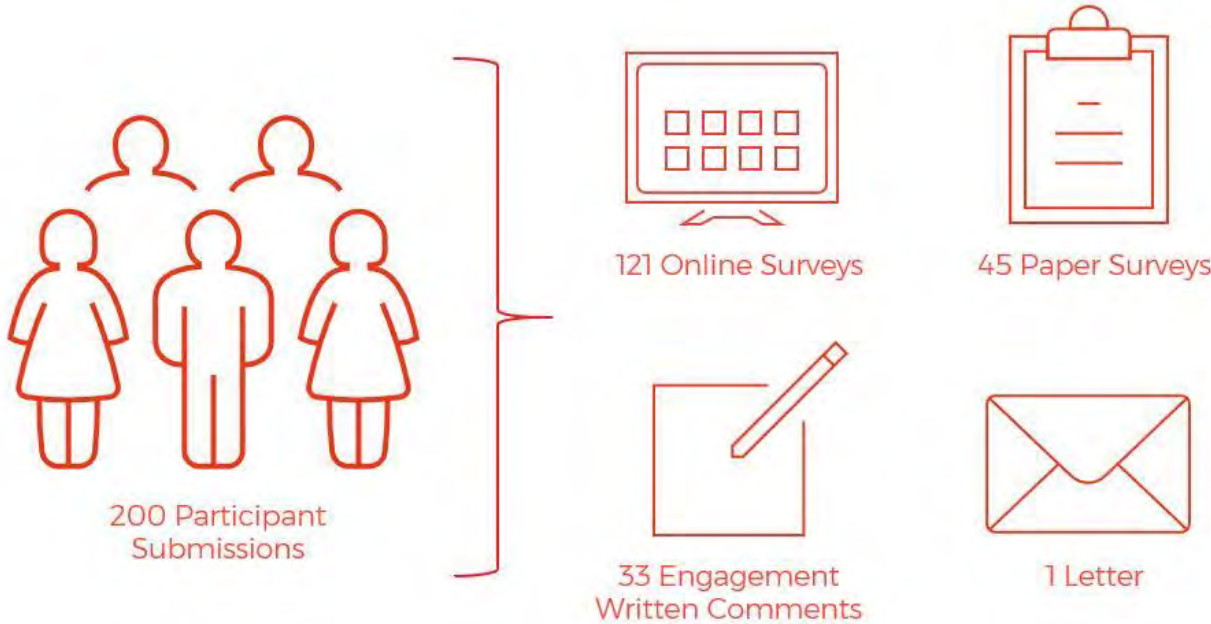 200 Participant
Submissions
121 Online Surveys
45 Paper Surveys
33 Engagement
Written Comments
1 Letter